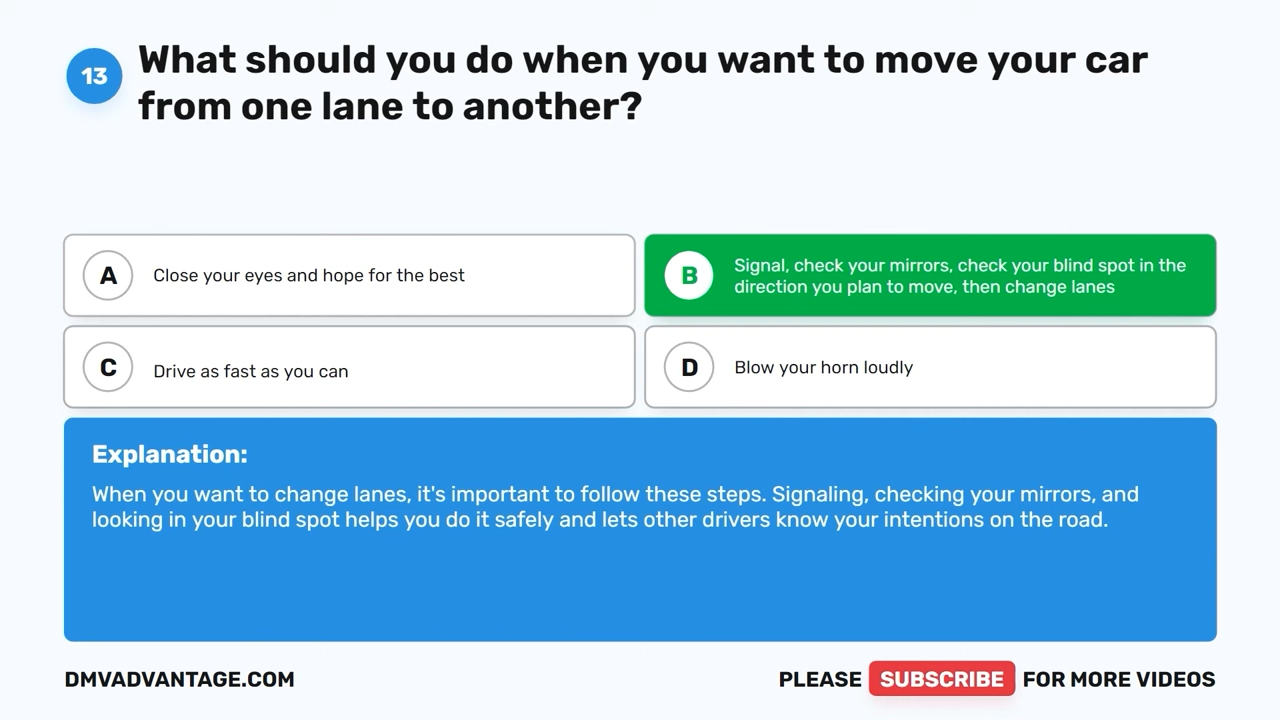 13
What should you do when you want to move your car
from one lane to another?
A
Close your eyes and hope for the best
B
Signal, check your mirrors, check your blind spot in the
direction you plan to move, then change lanes
C
Drive as fast as you can
D
Blow your horn loudly
Explanation:
When you want to change lanes, it's important to follow these steps. Signaling, checking your mirrors, and
looking in your blind spot helps you do it safely and lets other drivers know your intentions on the road.
DMVADVANTAGE.COM
PLEASE SUBSCRIBE FOR MORE VIDEOS